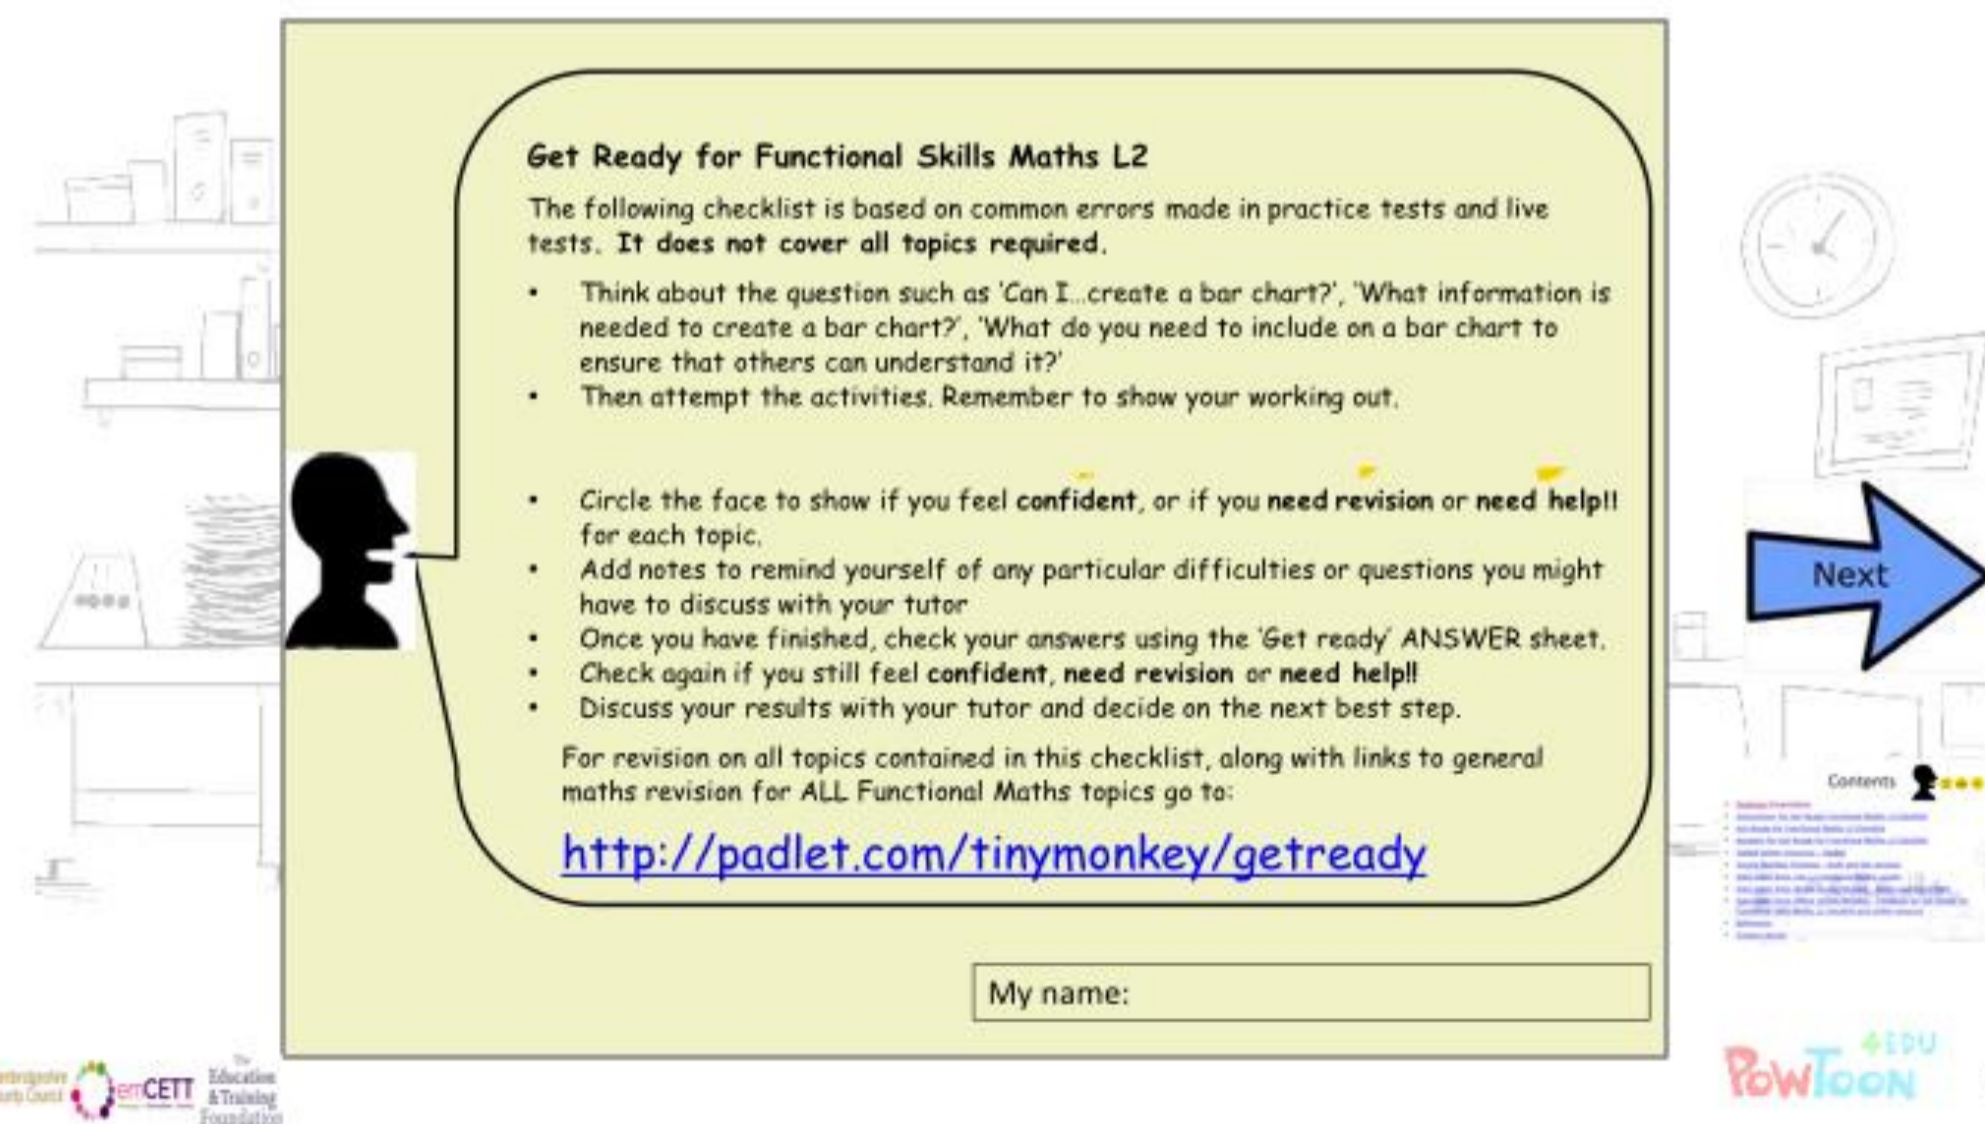 Get Ready for Functional Skills Maths L2
The following checklist is based on common errors made in practice tests and live
tests. It does not cover all topics required.
• Think about the question such as 'Can I…create a bar chart?', 'What information is
needed to create a bar chart?', 'What do you need to include on a bar chart to
ensure that others can understand it?'
• Then attempt the activities. Remember to show your working out.
• Circle the face to show if you feel confident, or if you need revision or need help!!
for each topic.
• Add notes to remind yourself of any particular difficulties or questions you might
have to discuss with your tutor
• Once you have finished, check your answers using the 'Get ready' ANSWER sheet.
• Check again if you still feel confident, need revision or need help!!
• Discuss your results with your tutor and decide on the next best step.
For revision on all topics contained in this checklist, along with links to general
maths revision for ALL Functional Maths topics go to:
http://padlet.com/tinymonkey/getready
My name:
Next
Contents
emCETT
The
Education
& Training
Foundation
4EDU
PowToon